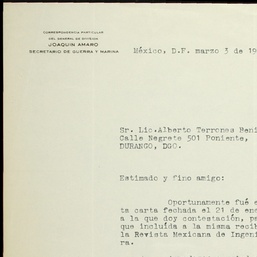 CORRESPONDENCIA PARTICULAR
DEL GENERAL DE DIVISION
JOAQUIN AMARO
SECRETARIO DE GUERRA Y MARINA
México, D.F. marzo 3 de 19
Sr. Lic. Alberto Terrones Beni
Calle Negrete 501 Poniente,
DURANGO, DGO.
Estimado y fino amigo:
Oportunamente fué e
ta carta fechada el 21 de ene
a la que doy contestación, pa
que incluida a la misma recib
la Revista Mexicana de Ingeni
ra.